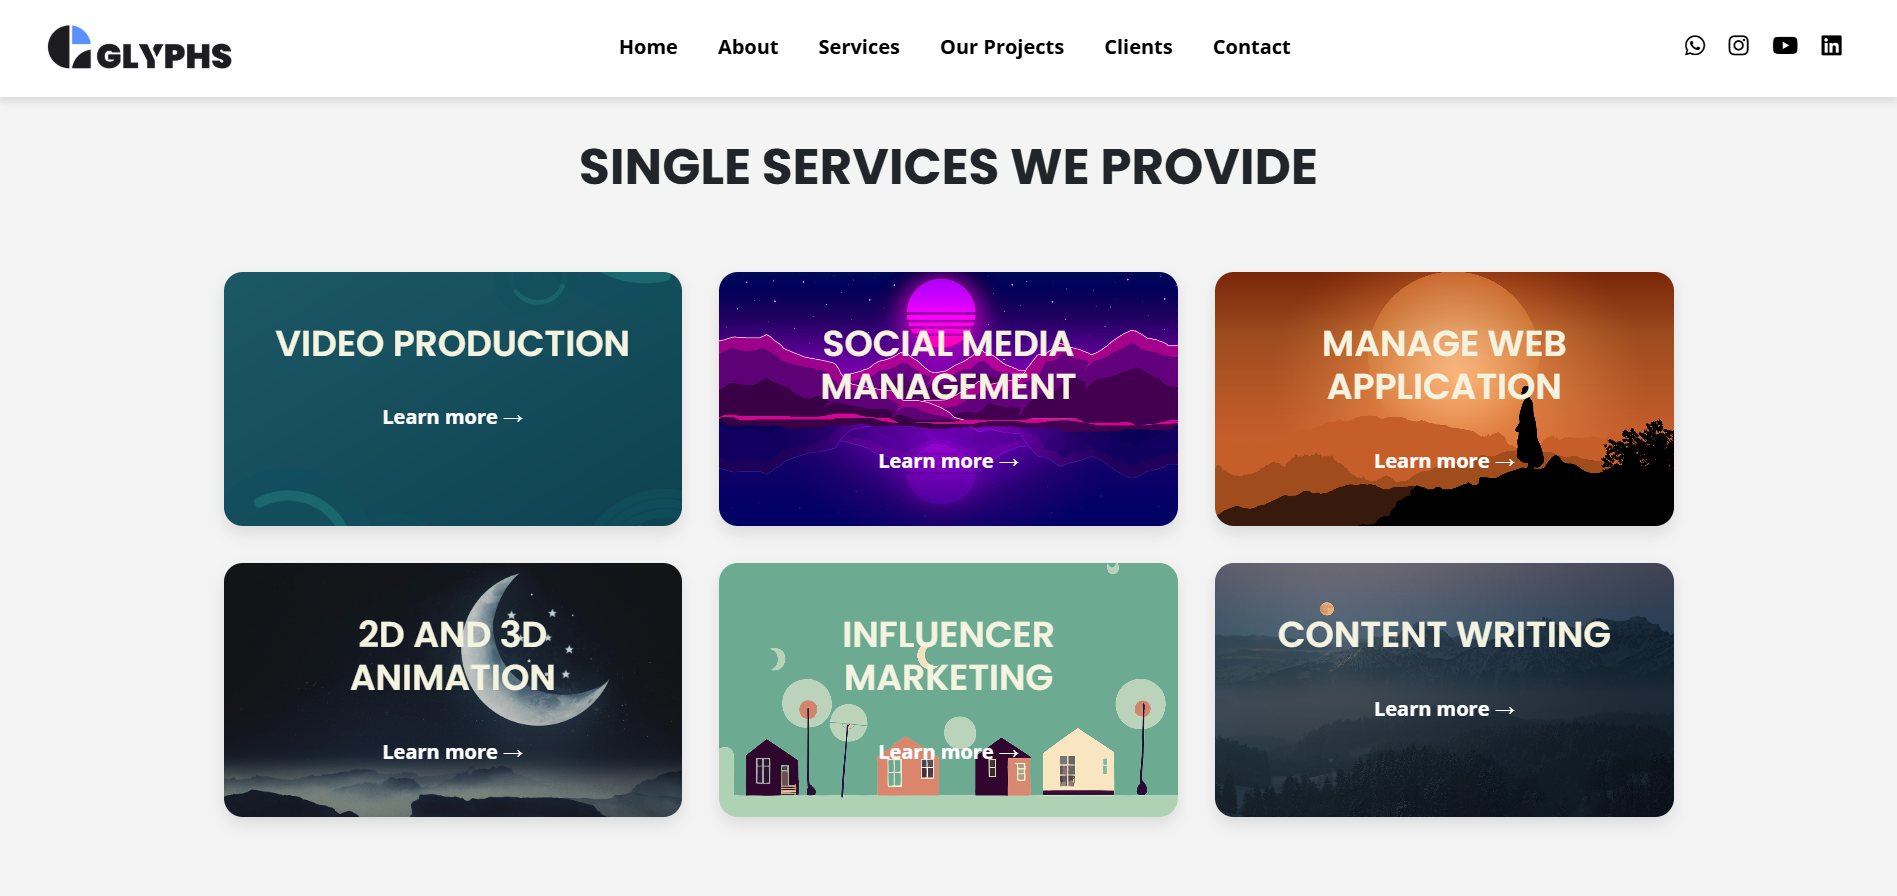 GLYPHS
Home About Services Our Projects Clients Contact
SINGLE SERVICES WE PROVIDE
VIDEO PRODUCTION
Learn more →
SOCIAL MEDIA
MANAGEMENT
Learn more →
MANAGE WEB
APPLICATION
Learn more →
2D AND 3D
ANIMATION
Learn more →
INFLUENCER
MARKETING
Learn more →
CONTENT WRITING
Learn more →